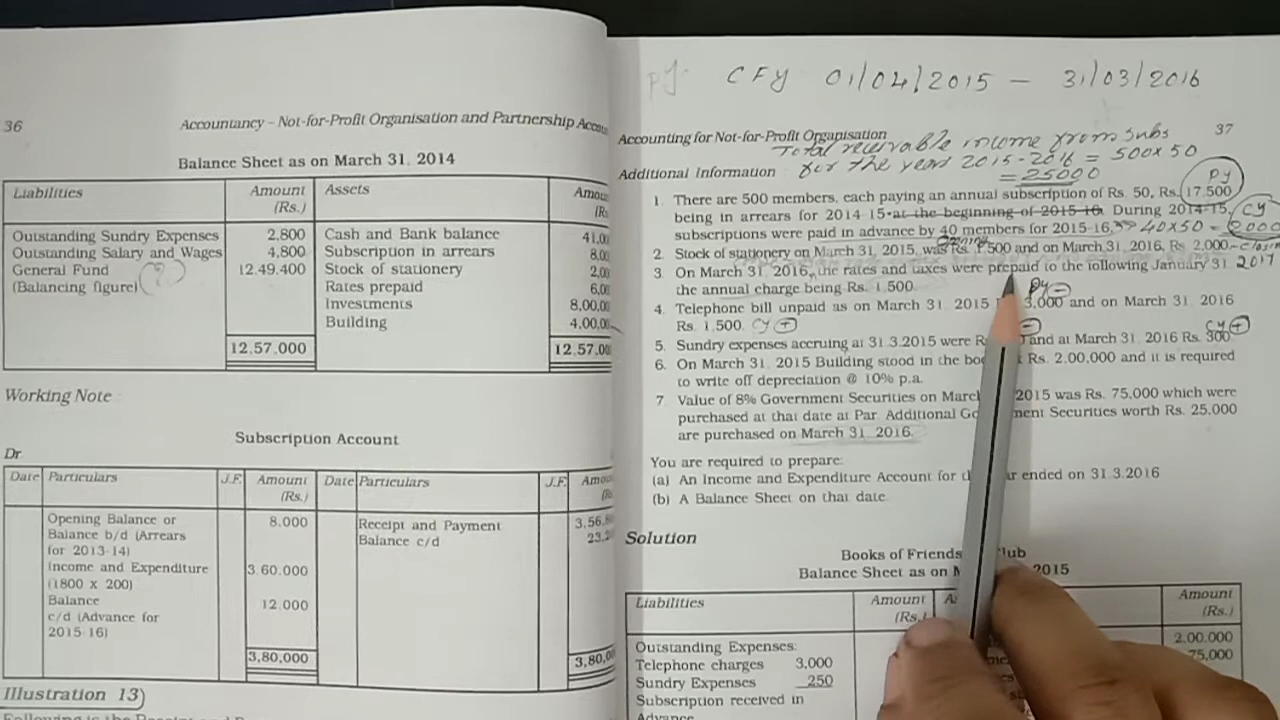 36
Accountancy – Not-for-Profit Organisation and Partnership
Balance Sheet as on March 31, 2014
Liabilities Amount (Rs.) Assets
Outstanding Sundry Expenses 2,800 Cash and Bank balance
Outstanding Salary and Wages 4,800 Subscription in arrears
General Fund 12,49,400 Stock of stationery
(Balancing figure) (?) Rates prepaid
Investments 8,00,00
Building 4,00,00
12,57,000 12,57,00
Working Note
Subscription Account
Dr.
Date Particulars J.F. Amount (Rs.) Date Particulars J.F.
Opening Balance or 8,000 Receipt and Payment
Balance b/d (Arrears Balance c/d
for 2013-14)
Income and Expenditure 3,60,000
(1800 x 200)
Balance 12,000
c/d (Advance for
2015-16)
3,80,000 3,80,0
Illustration 13)
PY CFY 01/04/2015 – 31/03/2016
Accounting for Not-for-Profit Organisation 37
Total receivable income from subs
for the year 2015-2016 = 500x50
= 25000
Additional Information
1. There are 500 members, each paying an annual subscription of Rs. 50, Rs. 17,500 PY
being in arrears for 2014-15 at the beginning of 2015-16. During 2014-15, CY
subscriptions were paid in advance by 40 members for 2015-16. 40x50 = 2000
2. Stock of stationery on March 31, 2015, was Rs. 1,500 and on March 31, 2016, Rs. 2,000
3. On March 31, 2016, the rates and taxes were prepaid to the following January 31, 2017
the annual charge being Rs. 1,500.
4. Telephone bill unpaid as on March 31, 2015 3,000 and on March 31, 2016 PY –
Rs. 1,500. CY +
5. Sundry expenses accruing at 31.3.2015 were and at March 31, 2016 Rs. 300 – CY +
6. On March 31, 2015 Building stood in the Rs. 2,00,000 and it is required
to write off depreciation @ 10% p.a.
7. Value of 8% Government Securities on 2015 was Rs. 75,000 which were
purchased at that date at Par. Additional Securities worth Rs. 25,000
are purchased on March 31, 2016.
You are required to prepare:
(a) An Income and Expenditure Account for ended on 31.3.2016
(b) A Balance Sheet on that date.
Solution
Books of
Balance Sheet as on 2015
Liabilities Amount (Rs.) Amount (Rs.)
Outstanding Expenses: 2,00,000
Telephone charges 3,000 75,000
Sundry Expenses 250
Subscription received in
Advance